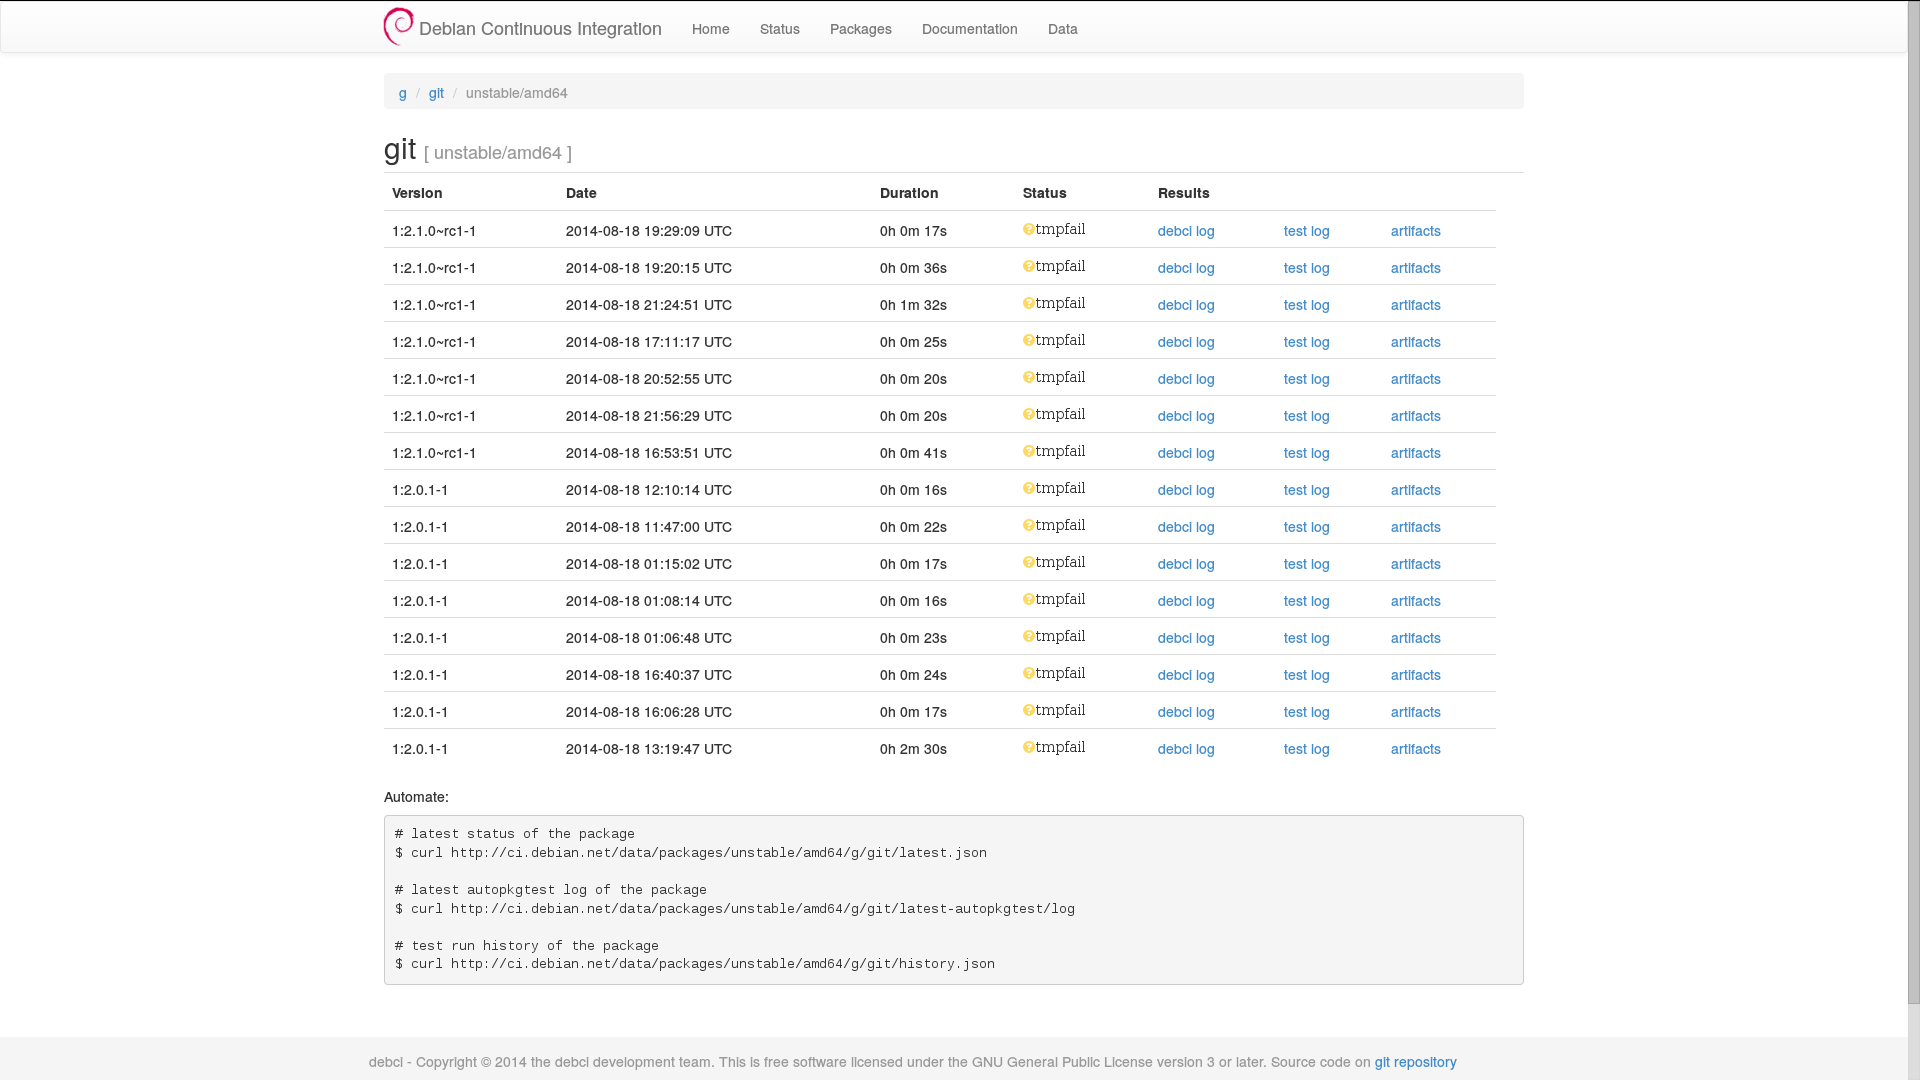 Debian Continuous Integration Home Status Packages Documentation Data
g / git / unstable/amd64
git [ unstable/amd64 ]
Version Date Duration Status Results
1:2.1.0~rc1-1 2014-08-18 19:29:09 UTC 0h 0m 17s tmpfail debci log test log artifacts
1:2.1.0~rc1-1 2014-08-18 19:20:15 UTC 0h 0m 36s tmpfail debci log test log artifacts
1:2.1.0~rc1-1 2014-08-18 21:24:51 UTC 0h 1m 32s tmpfail debci log test log artifacts
1:2.1.0~rc1-1 2014-08-18 17:11:17 UTC 0h 0m 25s tmpfail debci log test log artifacts
1:2.1.0~rc1-1 2014-08-18 20:52:55 UTC 0h 0m 20s tmpfail debci log test log artifacts
1:2.1.0~rc1-1 2014-08-18 21:56:29 UTC 0h 0m 20s tmpfail debci log test log artifacts
1:2.1.0~rc1-1 2014-08-18 16:53:51 UTC 0h 0m 41s tmpfail debci log test log artifacts
1:2.0.1-1 2014-08-18 12:10:14 UTC 0h 0m 16s tmpfail debci log test log artifacts
1:2.0.1-1 2014-08-18 11:47:00 UTC 0h 0m 22s tmpfail debci log test log artifacts
1:2.0.1-1 2014-08-18 01:15:02 UTC 0h 0m 17s tmpfail debci log test log artifacts
1:2.0.1-1 2014-08-18 01:08:14 UTC 0h 0m 16s tmpfail debci log test log artifacts
1:2.0.1-1 2014-08-18 01:06:48 UTC 0h 0m 23s tmpfail debci log test log artifacts
1:2.0.1-1 2014-08-18 16:40:37 UTC 0h 0m 24s tmpfail debci log test log artifacts
1:2.0.1-1 2014-08-18 16:06:28 UTC 0h 0m 17s tmpfail debci log test log artifacts
1:2.0.1-1 2014-08-18 13:19:47 UTC 0h 2m 30s tmpfail debci log test log artifacts
Automate:
# latest status of the package
$ curl http://ci.debian.net/data/packages/unstable/amd64/g/git/latest.json
# latest autopkgtest log of the package
$ curl http://ci.debian.net/data/packages/unstable/amd64/g/git/latest-autopkgtest/log
# test run history of the package
$ curl http://ci.debian.net/data/packages/unstable/amd64/g/git/history.json
debci - Copyright © 2014 the debci development team. This is free software licensed under the GNU General Public License version 3 or later. Source code on git repository